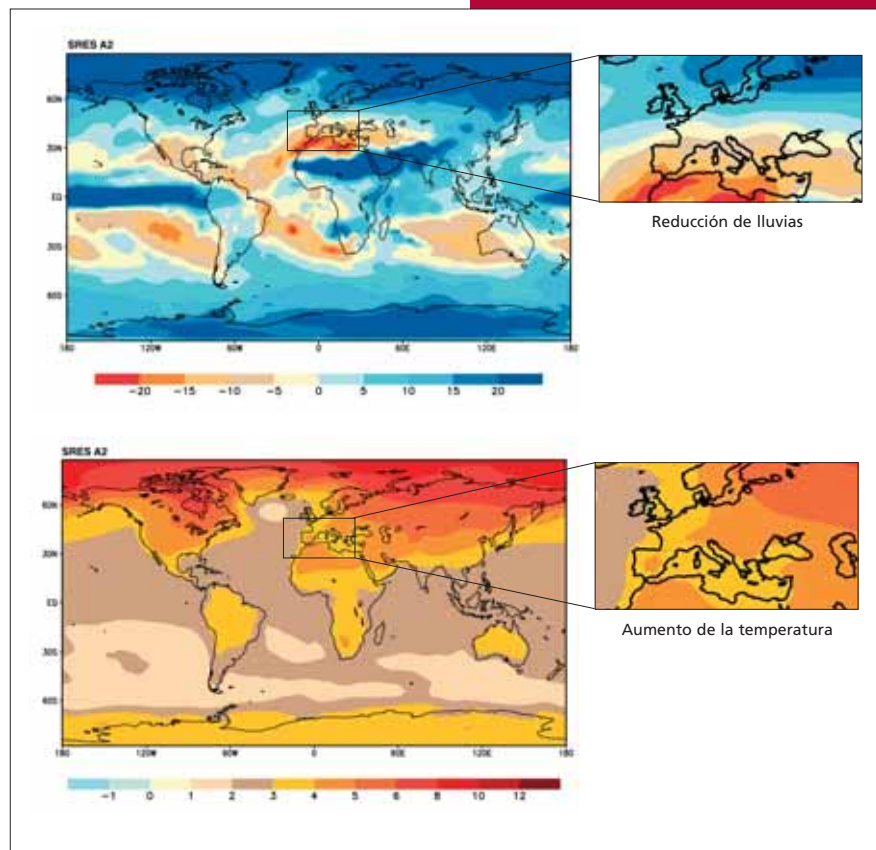 SRES A2
60N
30N
EQ
30S
60S
180 120W 60W 0 60E 120E 180
-20 -15 -10 -5 0 5 10 15 20
Reducción de lluvias
SRES A2
60N
30N
EQ
30S
60S
180 120W 60W 0 60E 120E 180
-1 0 1 2 3 4 5 6 8 10 12
Aumento de la temperatura